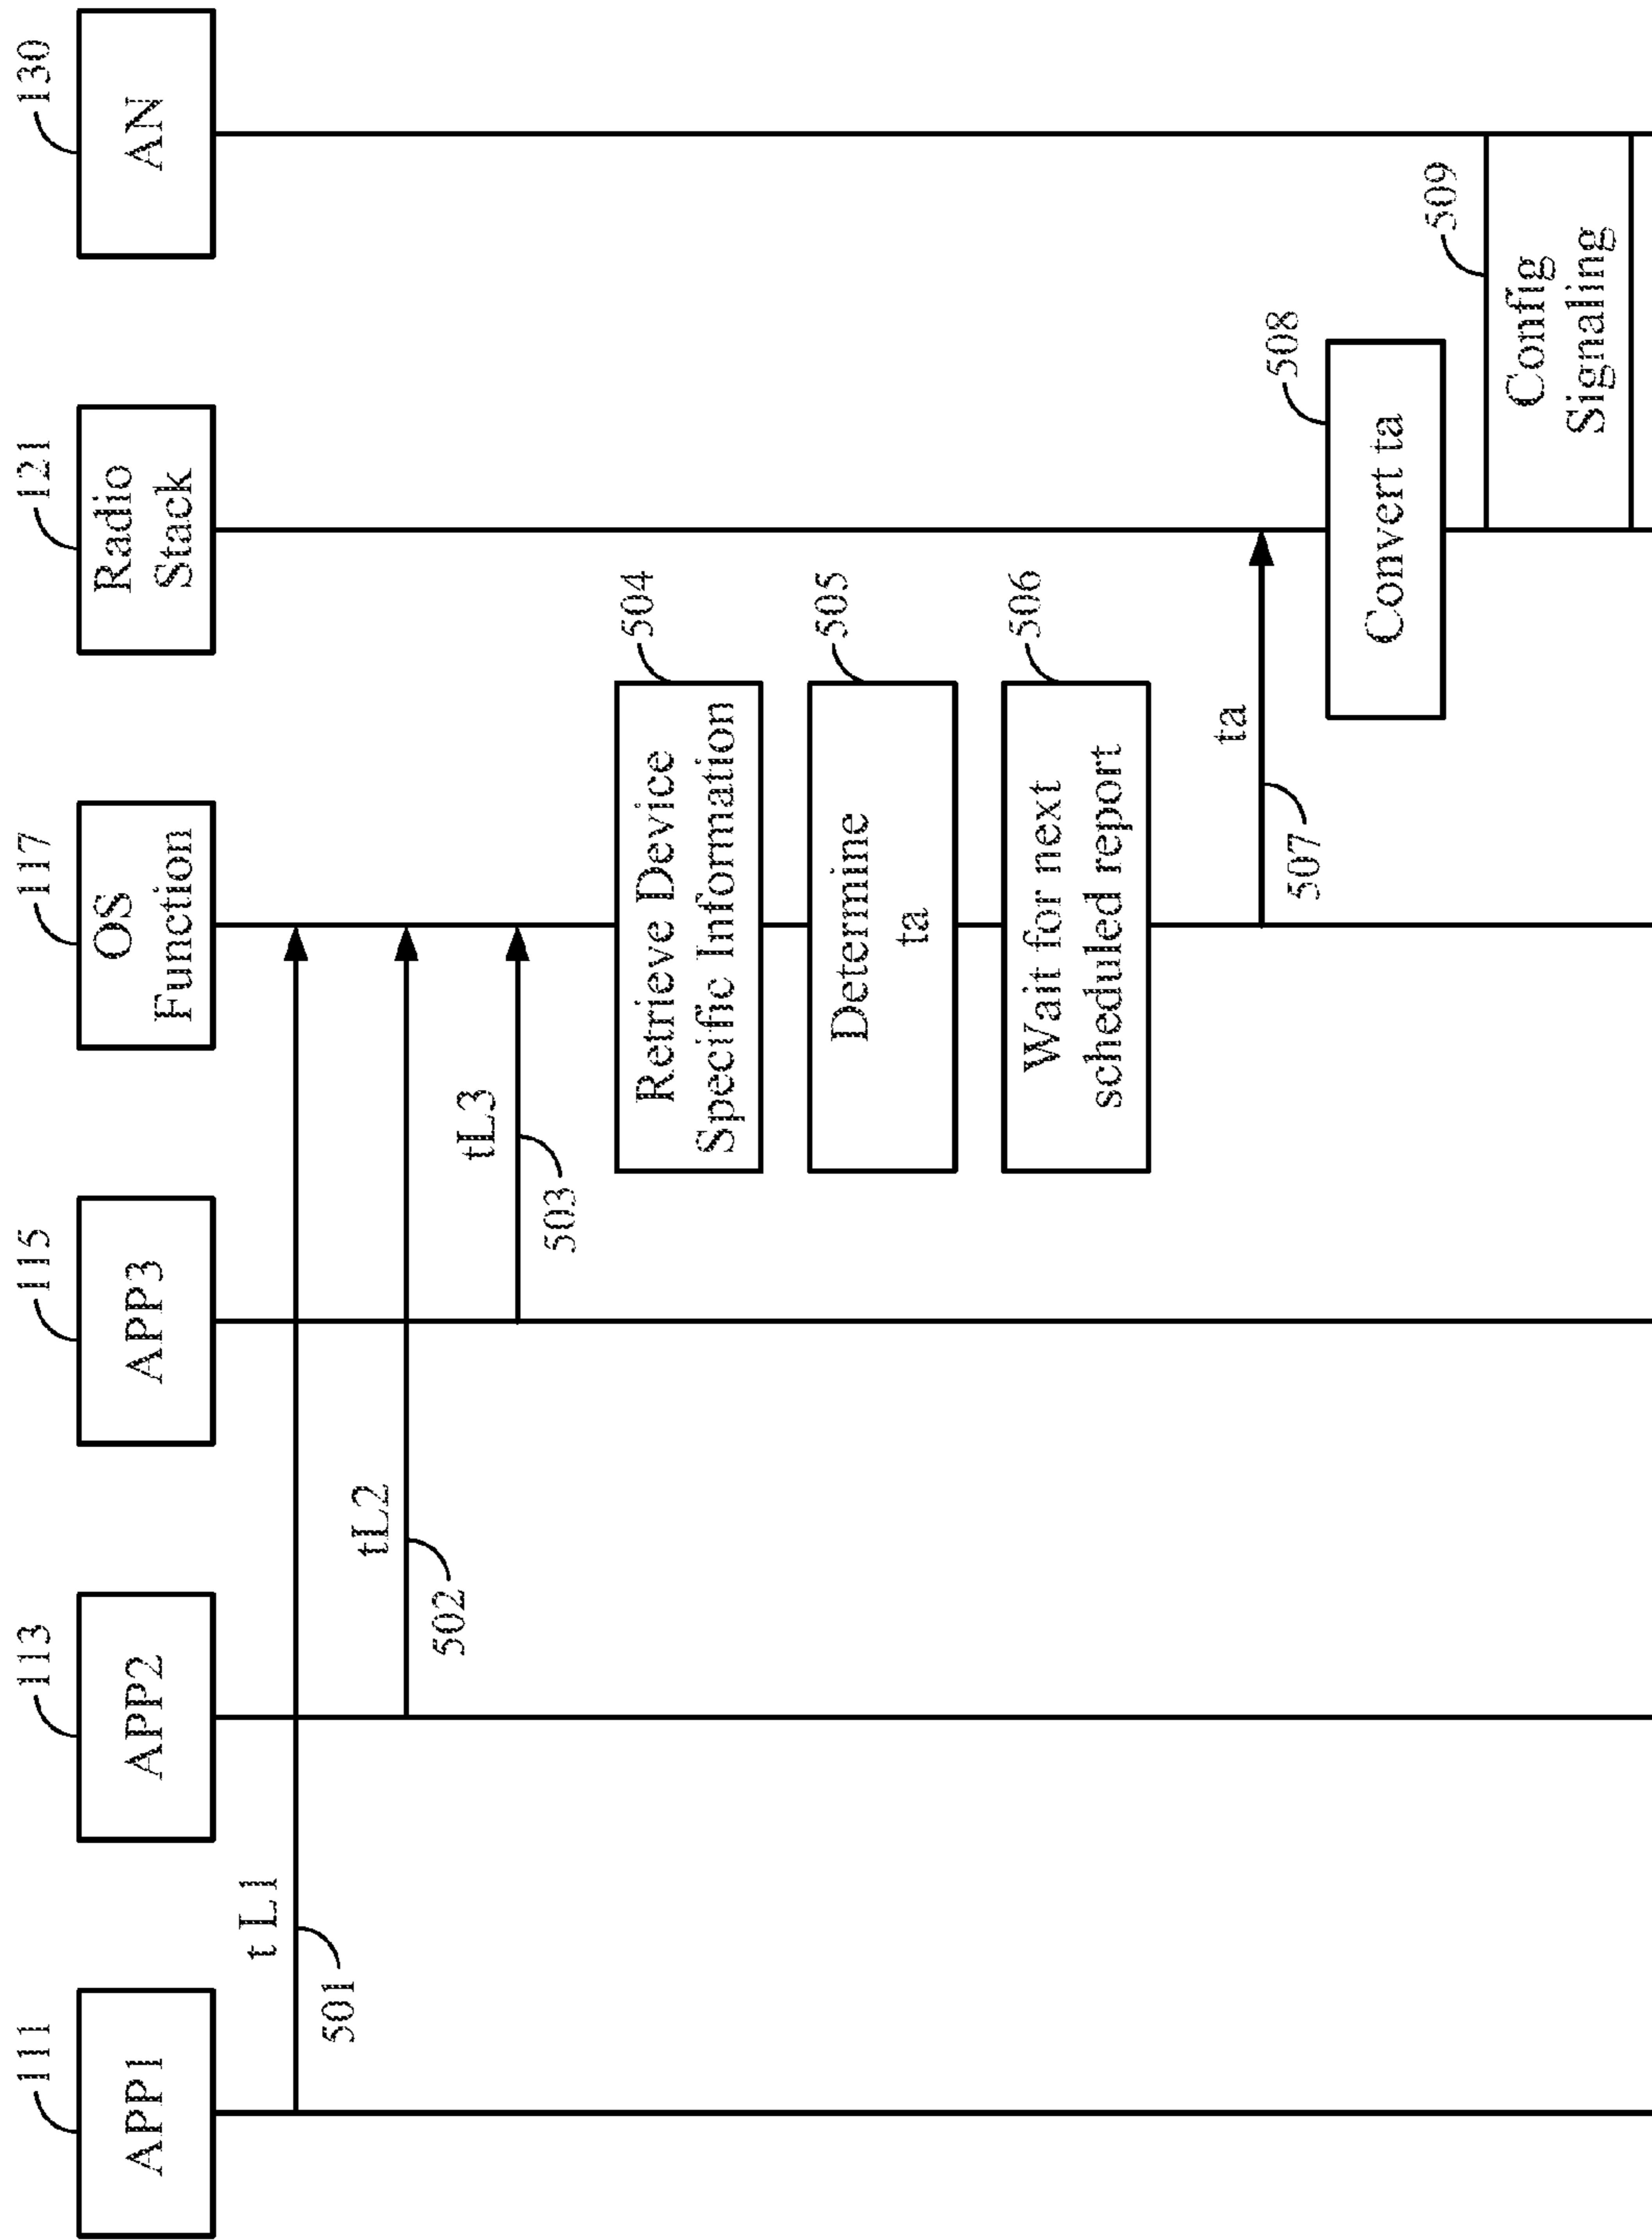 111
113
115
117
121
130
APP1
APP2
APP3
OS
Function
Radio
Stack
AN
t L1
501
tL2
502
tL3
503
Retrieve Device
Specific Information
504
Determine
ta
505
Wait for next
scheduled report
506
ta
507
Convert ta
508
Config
Signaling
509